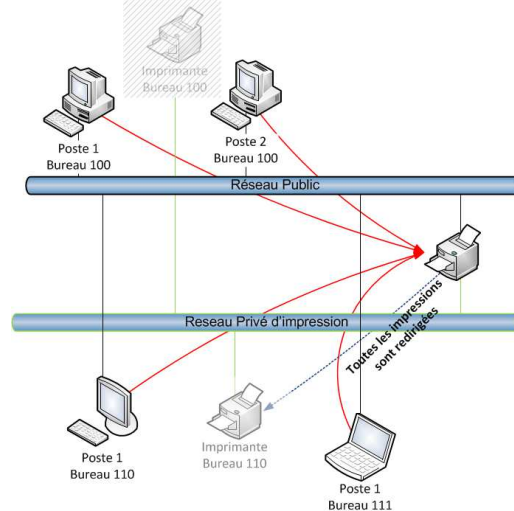 Imprimante
Bureau 100
Poste 1
Bureau 100
Poste 2
Bureau 100
Réseau Public
Toutes les impressions
sont redirigées
Reseau Privé d'impression
Poste 1
Bureau 110
Imprimante
Bureau 110
Poste 1
Bureau 111